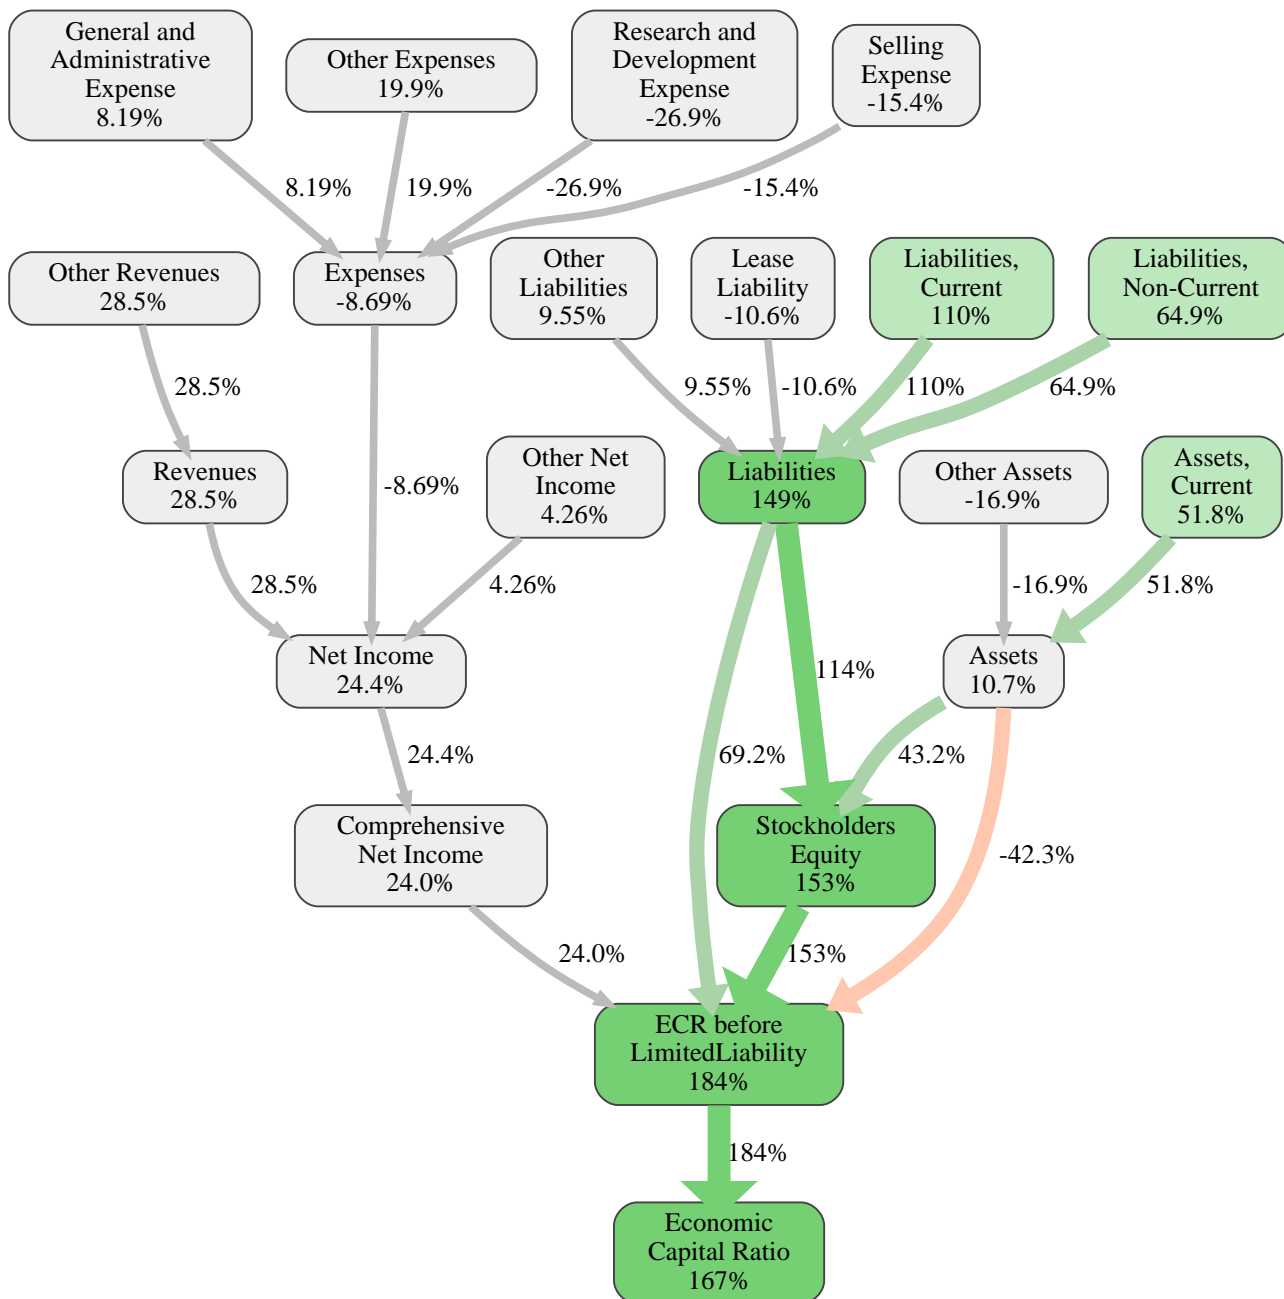 General and
Administrative
Expense
8.19%
Other Expenses
19.9%
Research and
Development
Expense
-26.9%
Selling
Expense
-15.4%
8.19%
19.9%
-26.9%
-15.4%
Other Revenues
28.5%
Expenses
-8.69%
Other
Liabilities
9.55%
Lease
Liability
-10.6%
Liabilities,
Current
110%
Liabilities,
Non-Current
64.9%
28.5%
9.55%
-10.6%
110%
64.9%
Revenues
28.5%
-8.69%
Other Net
Income
4.26%
Liabilities
149%
Other Assets
-16.9%
Assets,
Current
51.8%
28.5%
4.26%
-16.9%
51.8%
Net Income
24.4%
114%
Assets
10.7%
24.4%
69.2%
43.2%
Comprehensive
Net Income
24.0%
Stockholders
Equity
153%
-42.3%
24.0%
153%
ECR before
LimitedLiability
184%
184%
Economic
Capital Ratio
167%